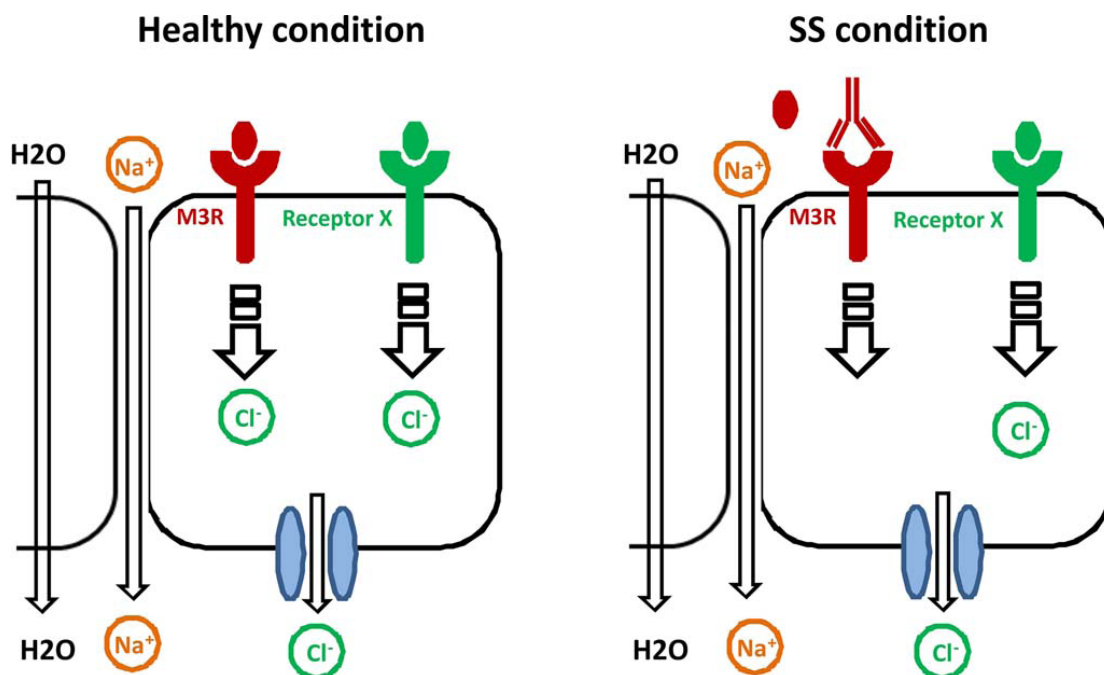 Healthy condition
H2O
Na⁺
M3R
Receptor X
Cl⁻
Cl⁻
H2O
Na⁺
Cl⁻
SS condition
H2O
Na⁺
M3R
Receptor X
Cl⁻
H2O
Na⁺
Cl⁻